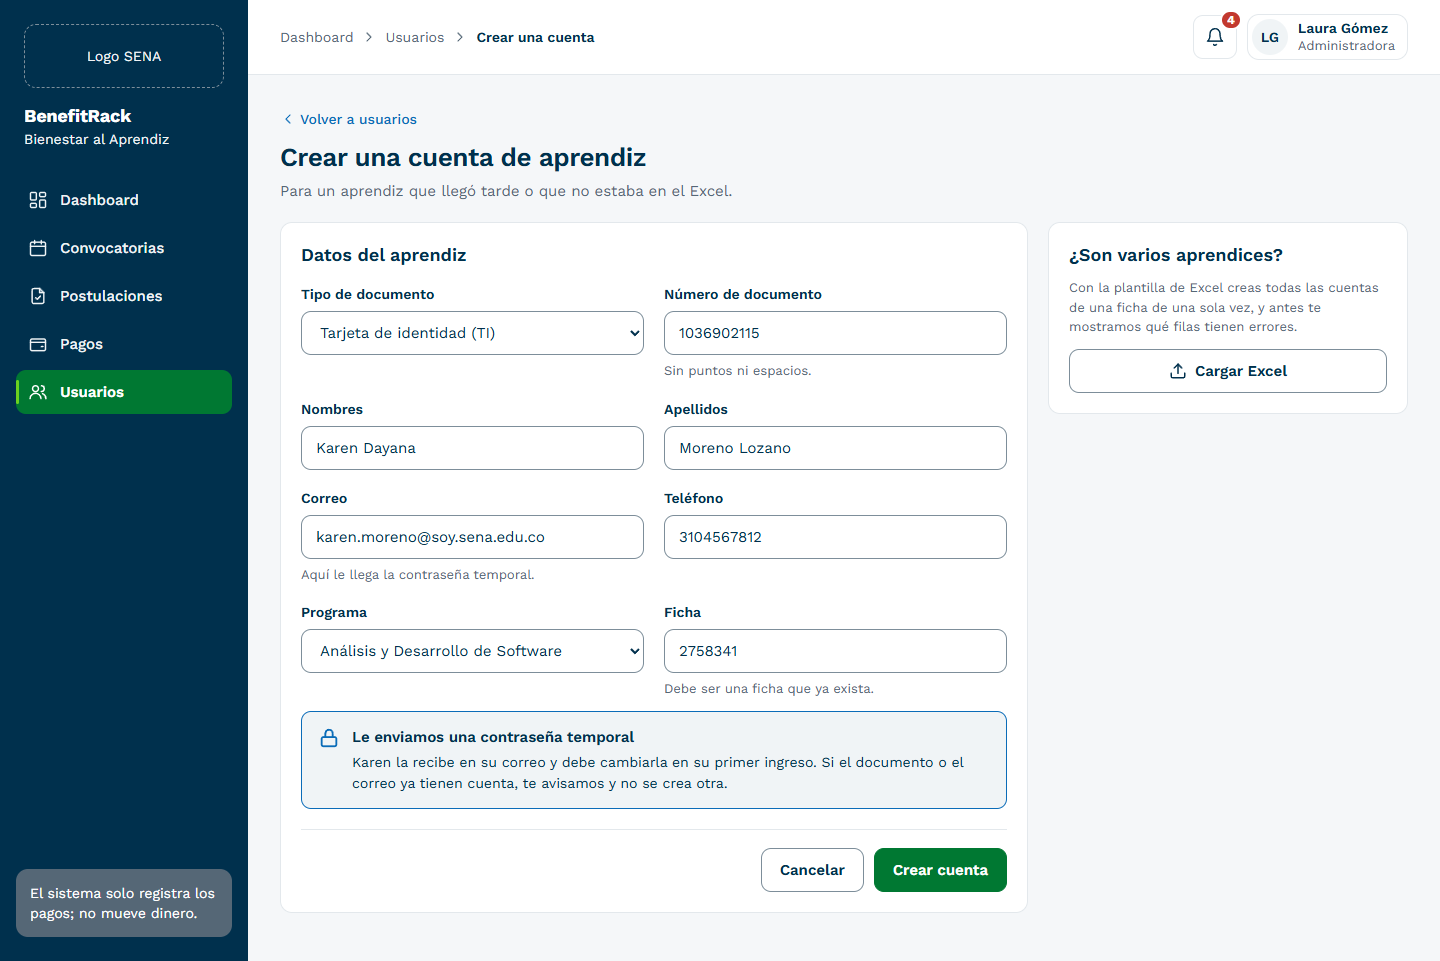 Logo SENA
BenefitRack
Bienestar al Aprendiz
Dashboard
Convocatorias
Postulaciones
Pagos
Usuarios
El sistema solo registra los
pagos; no mueve dinero.
Dashboard > Usuarios > Crear una cuenta
4
LG
Laura Gómez
Administradora
Volver a usuarios
Crear una cuenta de aprendiz
Para un aprendiz que llegó tarde o que no estaba en el Excel.
Datos del aprendiz
Tipo de documento
Tarjeta de identidad (TI)
Número de documento
1036902115
Sin puntos ni espacios.
Nombres
Karen Dayana
Apellidos
Moreno Lozano
Correo
karen.moreno@soy.sena.edu.co
Aquí le llega la contraseña temporal.
Teléfono
3104567812
Programa
Análisis y Desarrollo de Software
Ficha
2758341
Debe ser una ficha que ya exista.
Le enviamos una contraseña temporal
Karen la recibe en su correo y debe cambiarla en su primer ingreso. Si el documento o el
correo ya tienen cuenta, te avisamos y no se crea otra.
Cancelar
Crear cuenta
¿Son varios aprendices?
Con la plantilla de Excel creas todas las cuentas
de una ficha de una sola vez, y antes te
mostramos qué filas tienen errores.
Cargar Excel